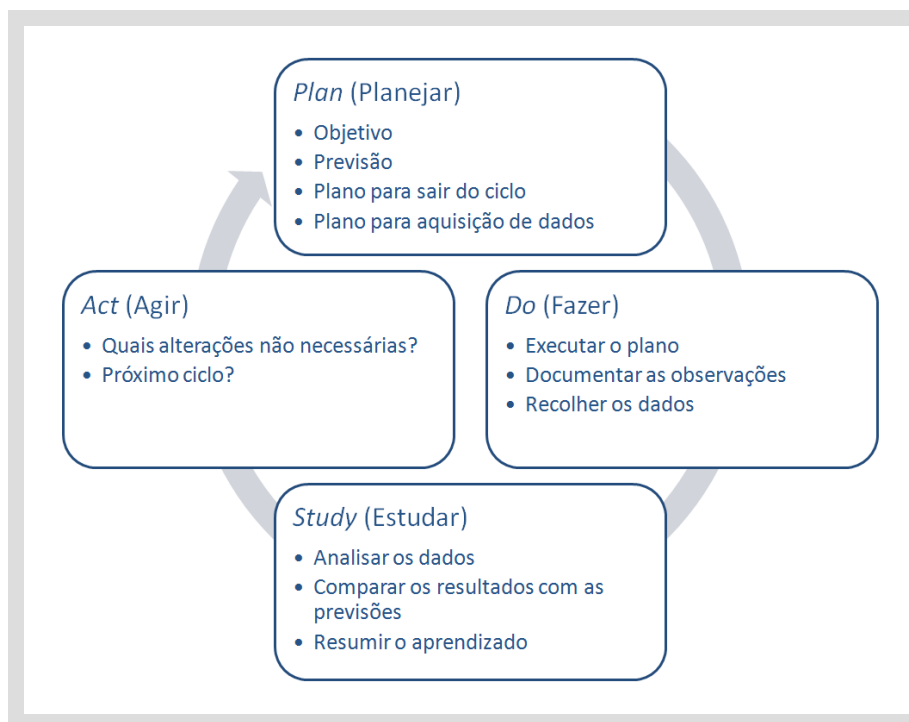 Plan (Planejar)
• Objetivo
• Previsão
• Plano para sair do ciclo
• Plano para aquisição de dados
Act (Agir)
• Quais alterações não necessárias?
• Próximo ciclo?
Do (Fazer)
• Executar o plano
• Documentar as observações
• Recolher os dados
Study (Estudar)
• Analisar os dados
• Comparar os resultados com as
previsões
• Resumir o aprendizado